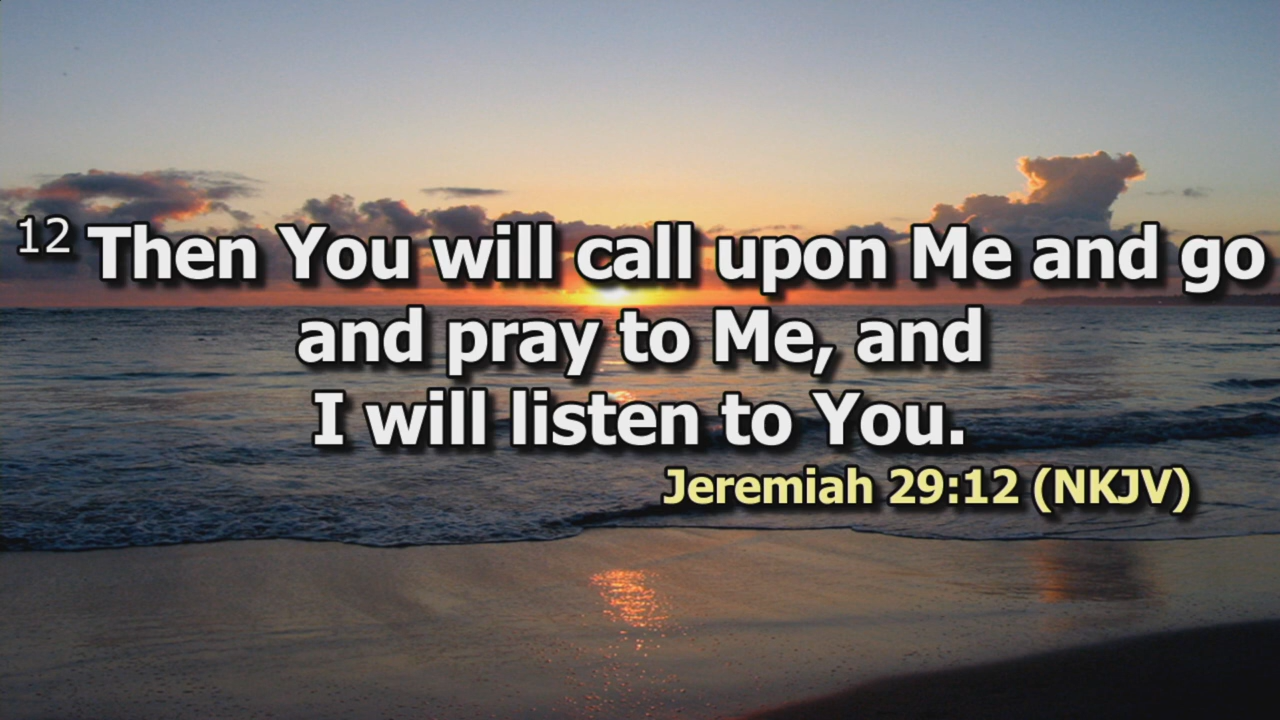 12 Then You will call upon Me and go
and pray to Me, and
I will listen to You.
Jeremiah 29:12 (NKJV)